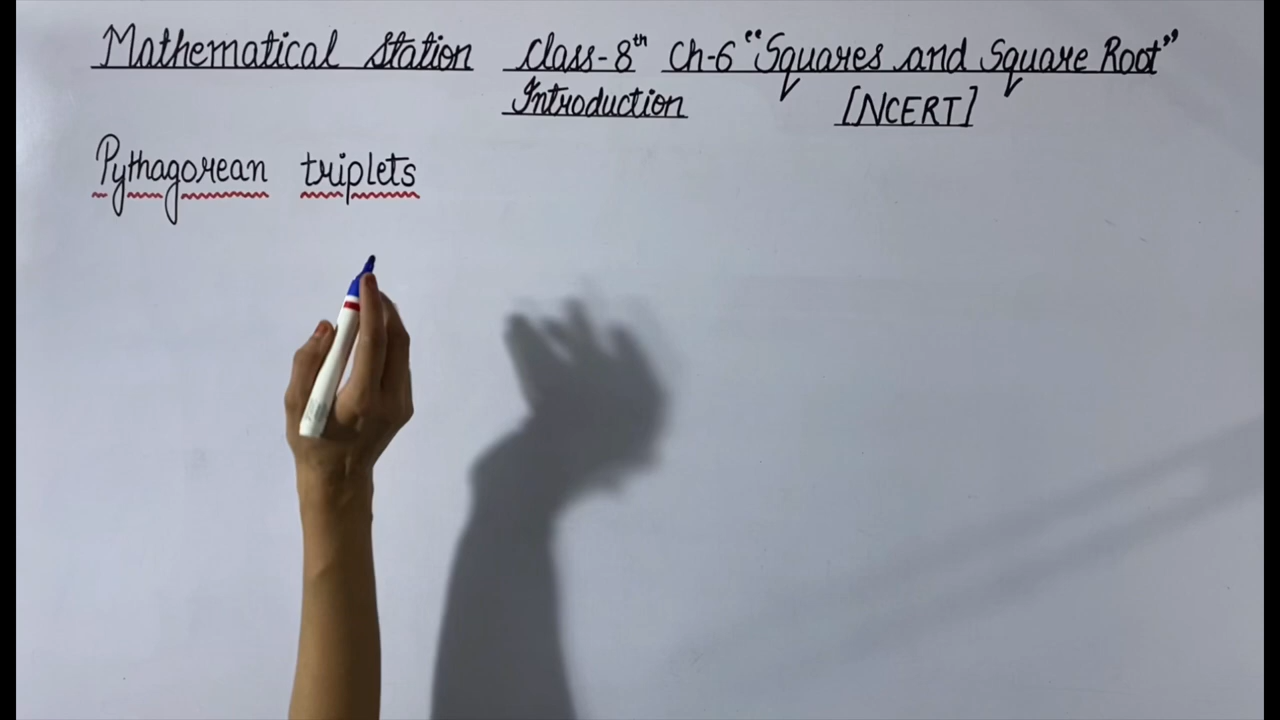 Mathematical Station Class-8th Ch-6 "Squares and Square Root"
Introduction [NCERT]
Pythagorean triplets